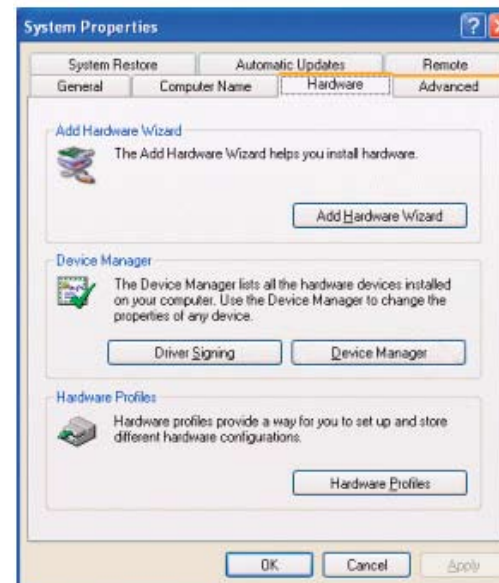 System Properties
?
System Restore Automatic Updates Remote
General Computer Name Hardware Advanced
Add Hardware Wizard
The Add Hardware Wizard helps you install hardware.
Add Hardware Wizard
Device Manager
The Device Manager lists all the hardware devices installed
on your computer. Use the Device Manager to change the
properties of any device.
Driver Signing Device Manager
Hardware Profiles
Hardware profiles provide a way for you to set up and store
different hardware configurations.
Hardware Profiles
OK Cancel Apply